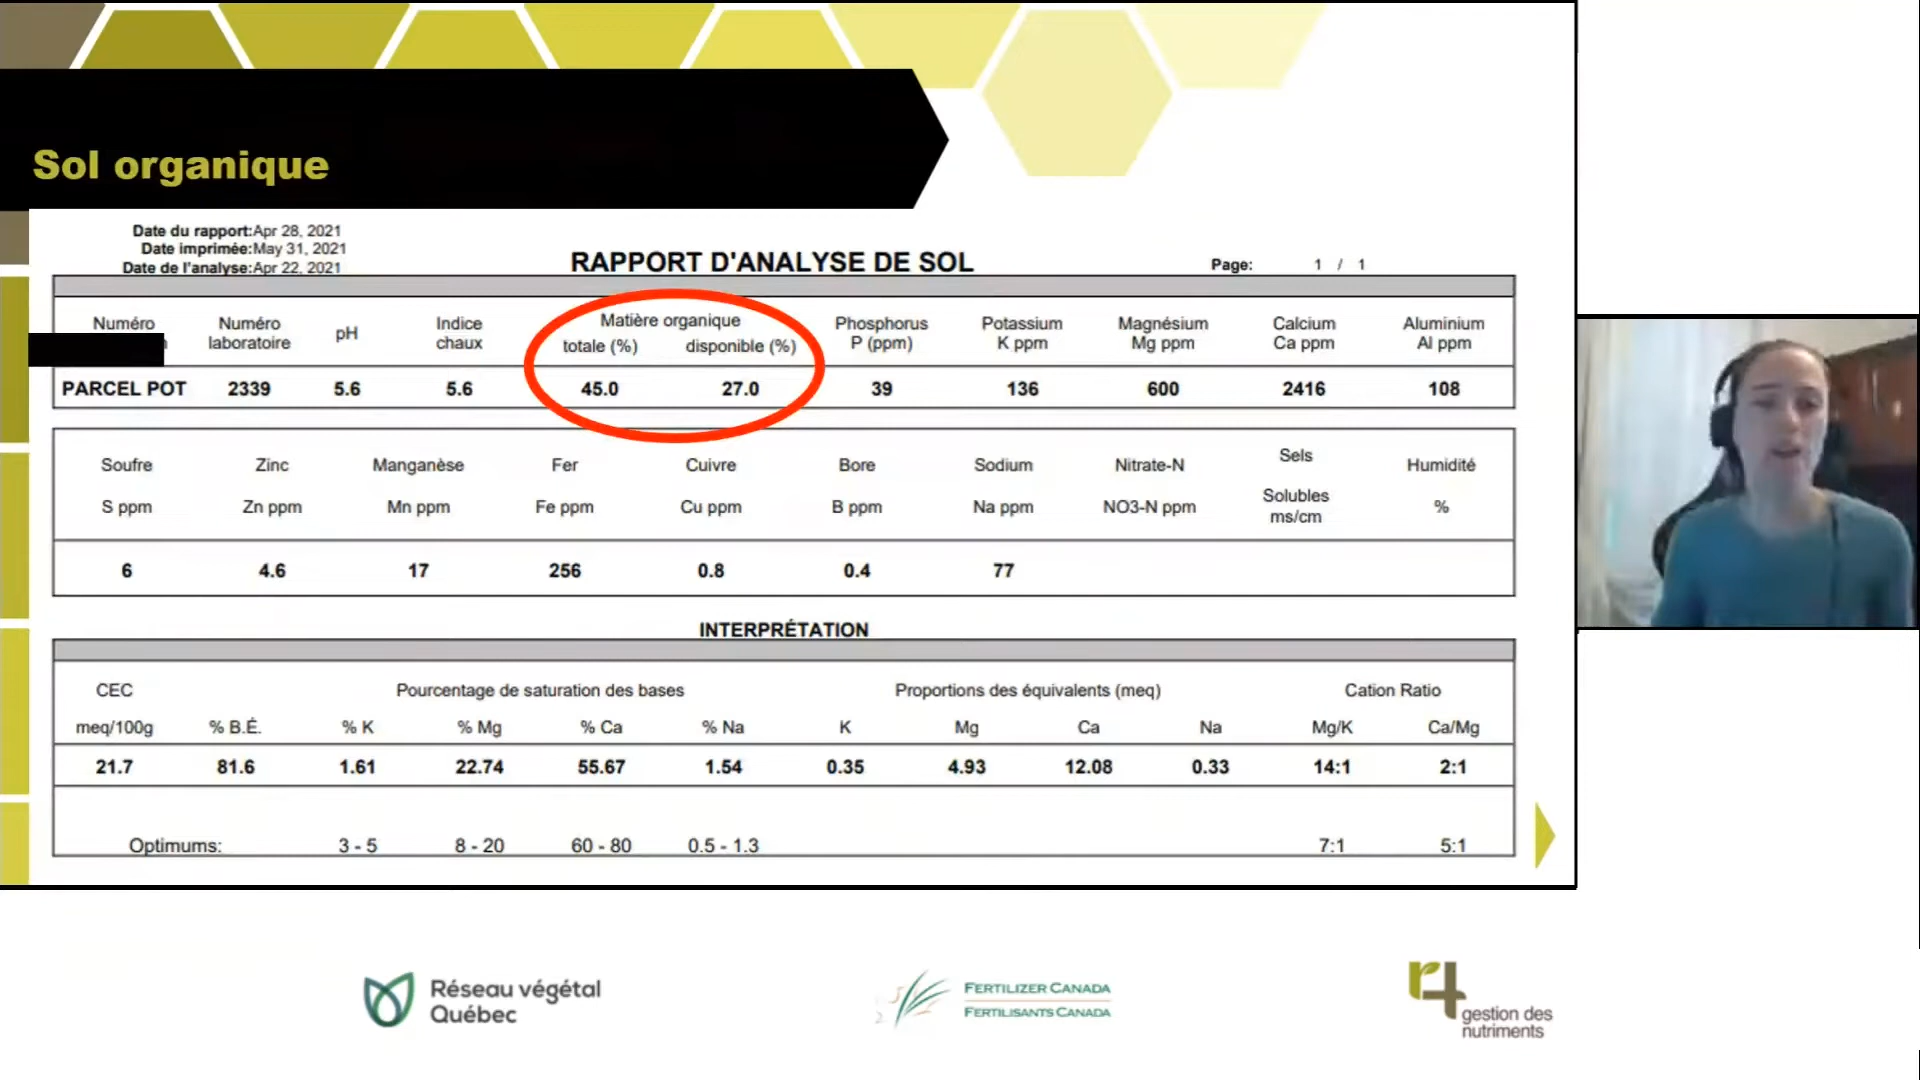 Sol organique
Date du rapport:Apr 28, 2021
Date imprimée:May 31, 2021
Date de l'analyse:Apr 22, 2021
RAPPORT D'ANALYSE DE SOL
Page: 1 / 1
Numéro Numéro laboratoire pH Indice chaux Matière organique totale (%) disponible (%) Phosphorus P (ppm) Potassium K ppm Magnésium Mg ppm Calcium Ca ppm Aluminium Al ppm
PARCEL POT 2339 5.6 5.6 45.0 27.0 39 136 600 2416 108
Soufre Zinc Manganèse Fer Cuivre Bore Sodium Nitrate-N Sels Humidité
S ppm Zn ppm Mn ppm Fe ppm Cu ppm B ppm Na ppm NO3-N ppm Solubles ms/cm %
6 4.6 17 256 0.8 0.4 77
INTERPRÉTATION
CEC Pourcentage de saturation des bases Proportions des équivalents (meq) Cation Ratio
meq/100g % B.É. % K % Mg % Ca % Na K Mg Ca Na Mg/K Ca/Mg
21.7 81.6 1.61 22.74 55.67 1.54 0.35 4.93 12.08 0.33 14:1 2:1
Optimums: 3 - 5 8 - 20 60 - 80 0.5 - 1.3 7:1 5:1
Réseau végétal
Québec
FERTILIZER CANADA
FERTILISANTS CANADA
r4
gestion des
nutriments